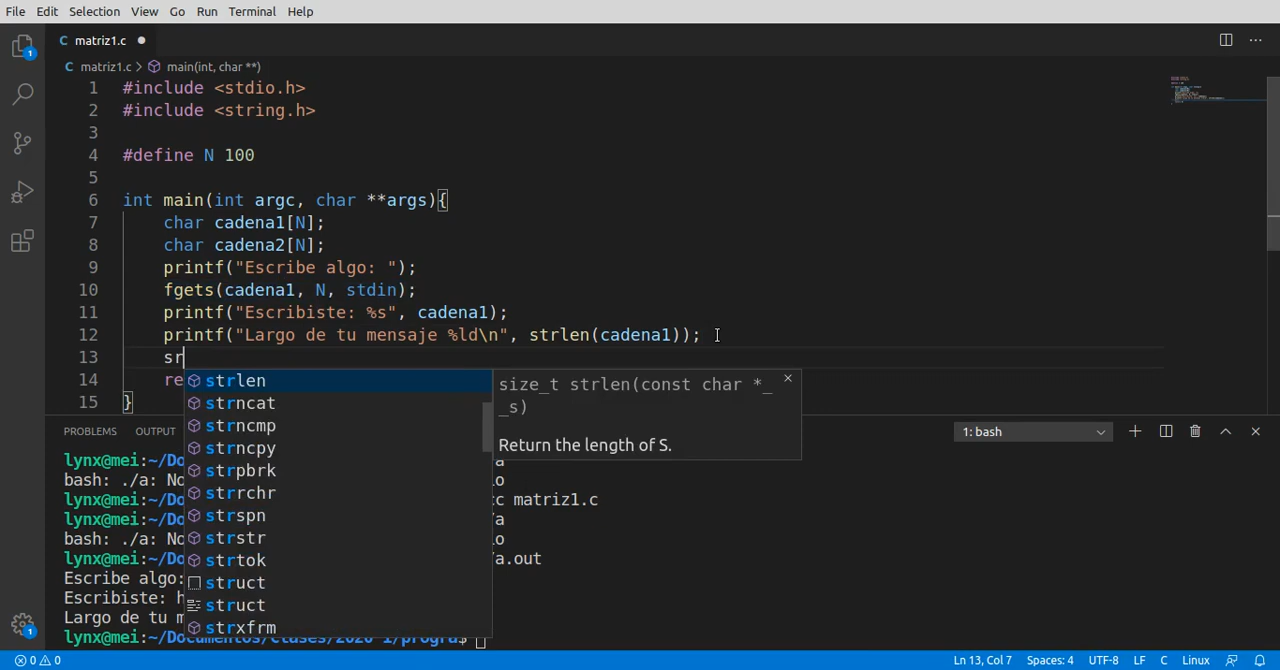 File Edit Selection View Go Run Terminal Help
C matriz1.c
C matriz1.c > main(int, char **)
1 #include <stdio.h>
2 #include <string.h>
3
4 #define N 100
5
6 int main(int argc, char **args){
7 char cadena1[N];
8 char cadena2[N];
9 printf("Escribe algo: ");
10 fgets(cadena1, N, stdin);
11 printf("Escribiste: %s", cadena1);
12 printf("Largo de tu mensaje %ld\n", strlen(cadena1));
13 sr
14 re
15 }
strlen
strncat
strncmp
strncpy
strpbrk
strrchr
strspn
strstr
strtok
struct
struct
strxfrm
size_t strlen(const char *_
_s)
Return the length of S.
PROBLEMS OUTPUT 1: bash
lynx@mei:~/Do a
bash: ./a: No o
lynx@mei:~/Do c matriz1.c
lynx@mei:~/Do /a
bash: ./a: No o
lynx@mei:~/Do /a.out
Escribe algo:
Escribiste: h
Largo de tu m
lynx@mei:~/Documentos/Clases/2020-1/progra$
0 0 Ln 13, Col 7 Spaces: 4 UTF-8 LF C Linux